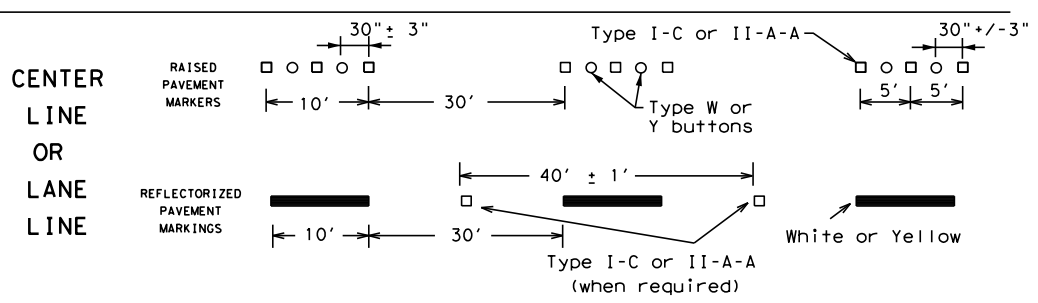 CENTER
LINE
OR
LANE
LINE
RAISED
PAVEMENT
MARKERS
30"± 3"
10'
30'
Type I-C or II-A-A
Type W or
Y buttons
30"+/-3"
5'
5'
REFLECTORIZED
PAVEMENT
MARKINGS
40' ± 1'
10'
30'
Type I-C or II-A-A
(when required)
White or Yellow